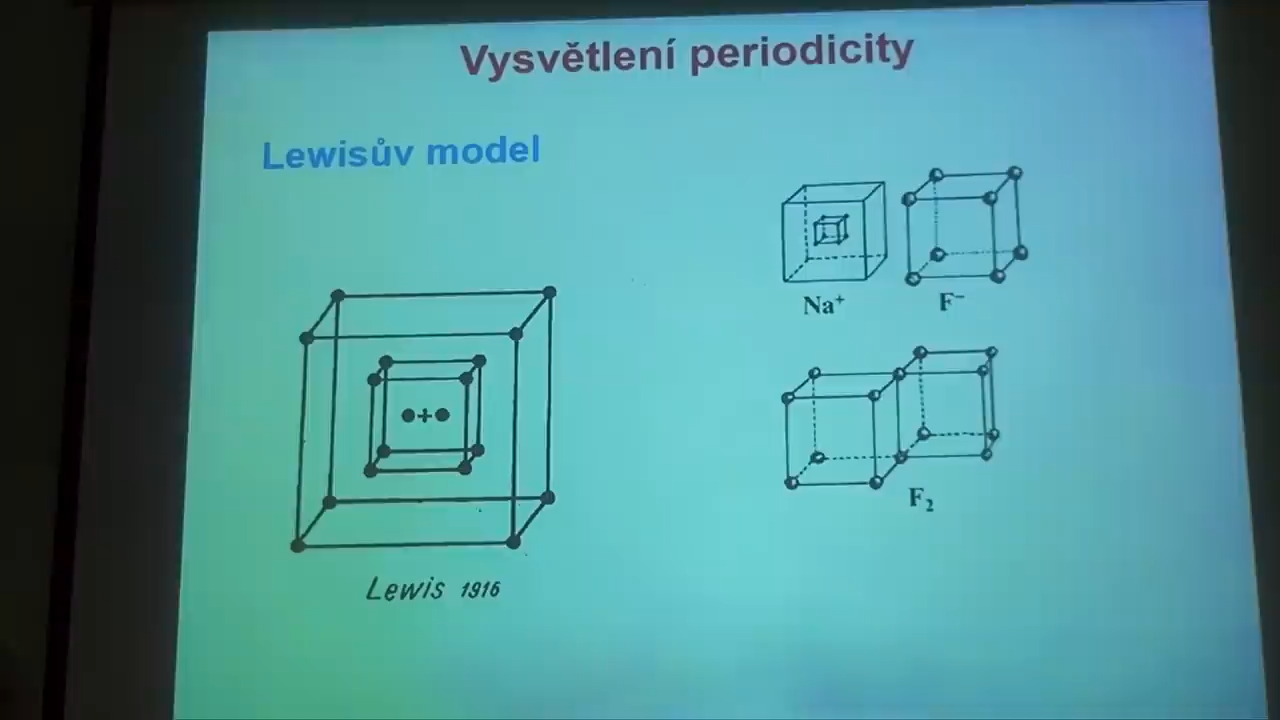 Vysvětlení periodicity
Lewisův model
Na⁺
F⁻
F₂
Lewis 1916